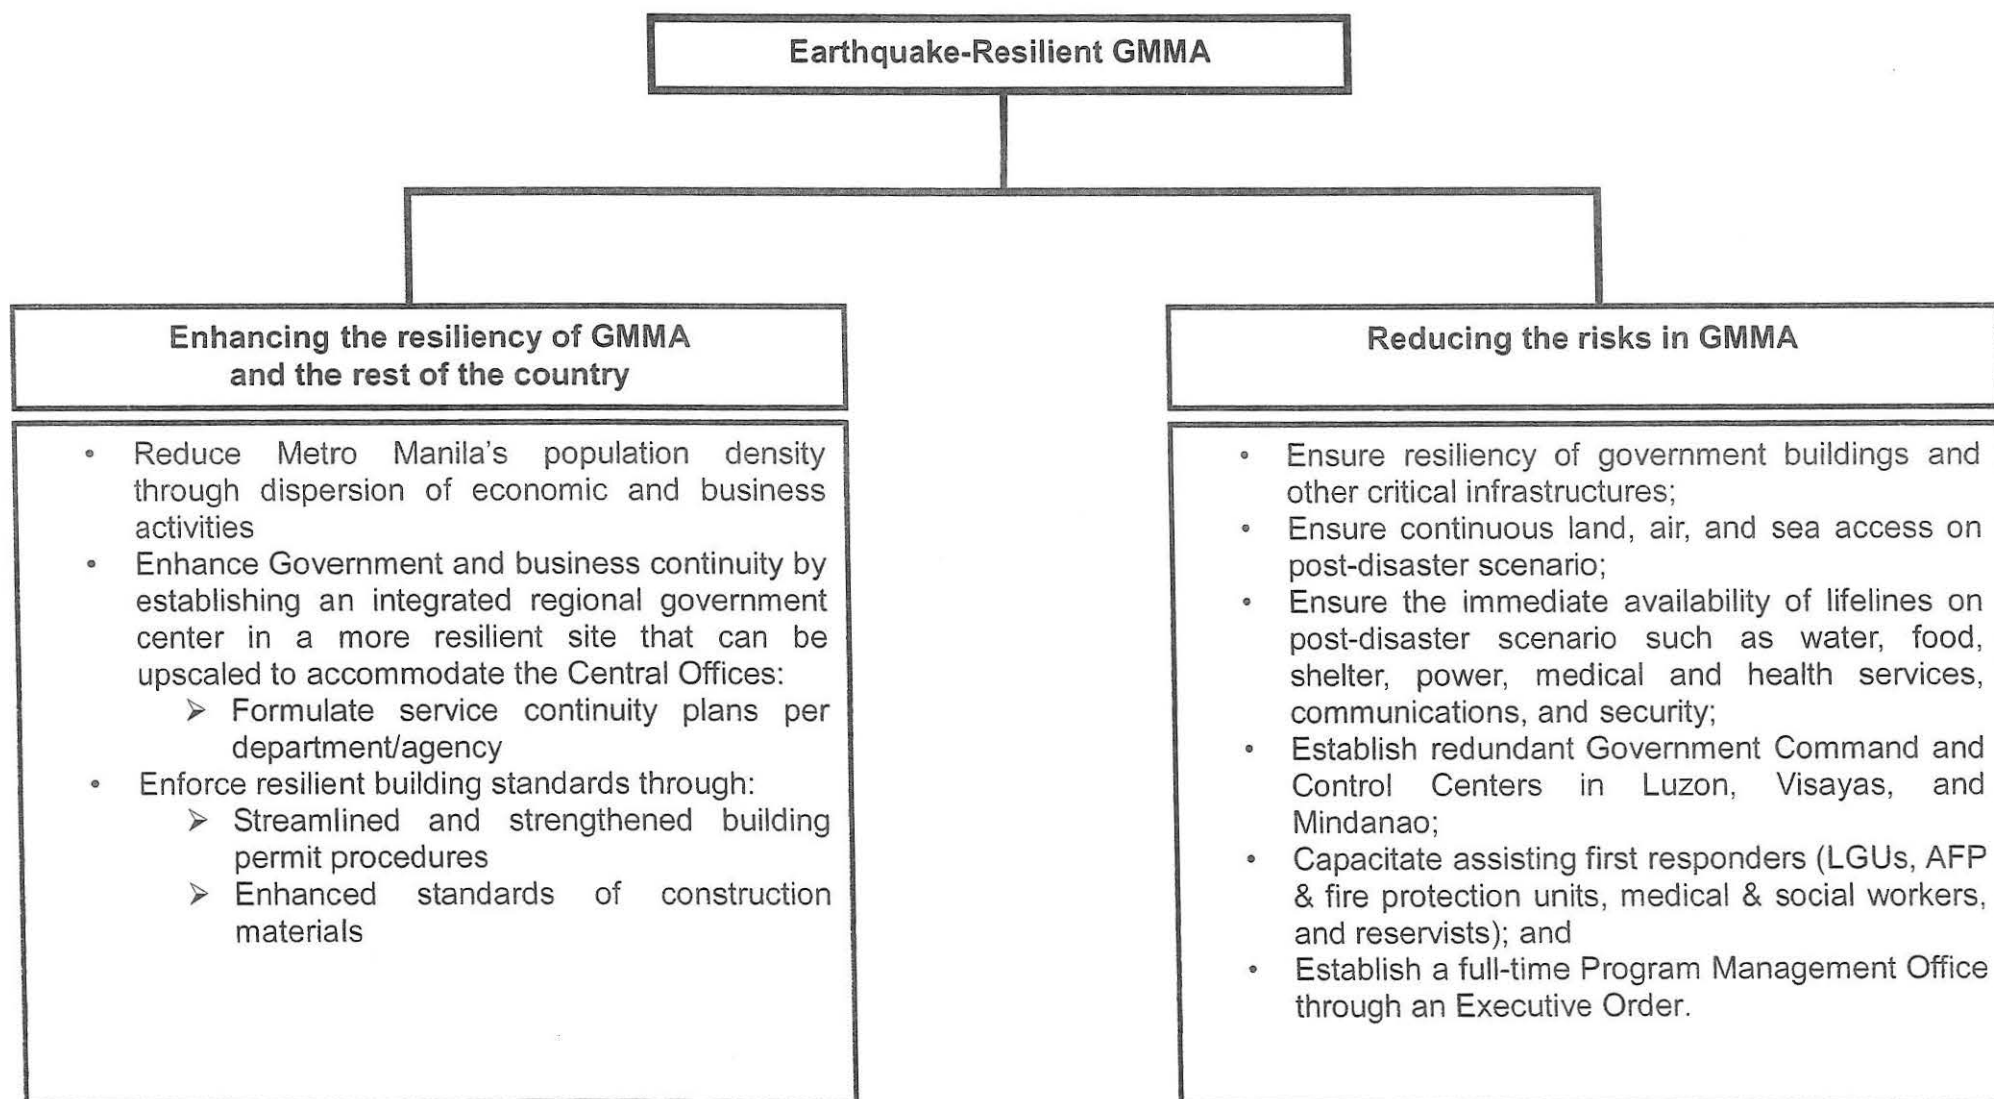 Earthquake-Resilient GMMA
Enhancing the resiliency of GMMA
and the rest of the country
• Reduce Metro Manila's population density
through dispersion of economic and business
activities
• Enhance Government and business continuity by
establishing an integrated regional government
center in a more resilient site that can be
upscaled to accommodate the Central Offices:
➤ Formulate service continuity plans per
department/agency
• Enforce resilient building standards through:
➤ Streamlined and strengthened building
permit procedures
➤ Enhanced standards of construction
materials
Reducing the risks in GMMA
• Ensure resiliency of government buildings and
other critical infrastructures;
• Ensure continuous land, air, and sea access on
post-disaster scenario;
• Ensure the immediate availability of lifelines on
post-disaster scenario such as water, food,
shelter, power, medical and health services,
communications, and security;
• Establish redundant Government Command and
Control Centers in Luzon, Visayas, and
Mindanao;
• Capacitate assisting first responders (LGUs, AFP
& fire protection units, medical & social workers,
and reservists); and
• Establish a full-time Program Management Office
through an Executive Order.